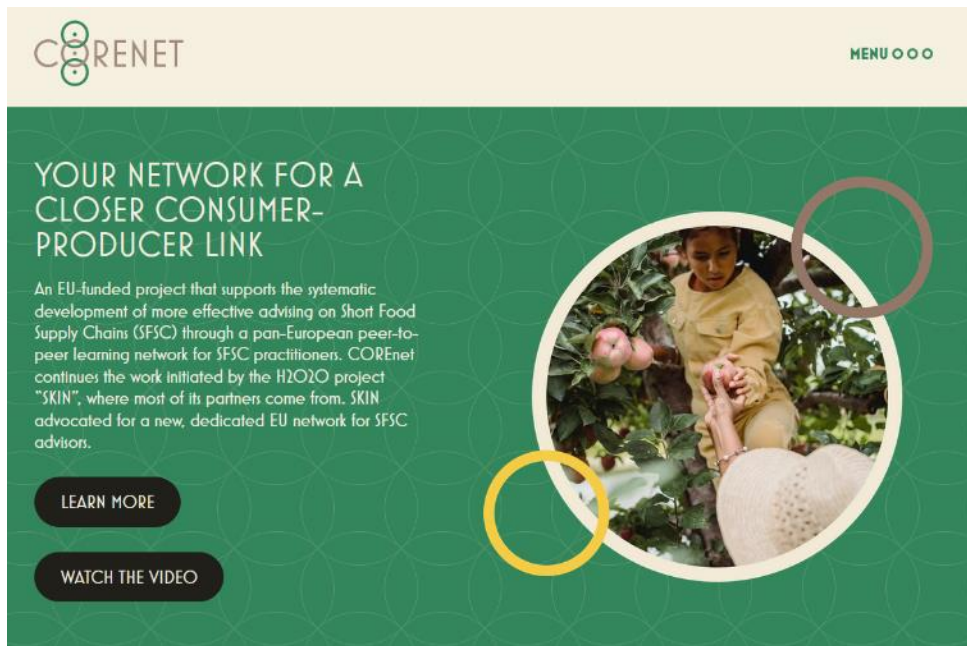 CORENET
MENU
YOUR NETWORK FOR A
CLOSER CONSUMER-
PRODUCER LINK
An EU-funded project that supports the systematic
development of more effective advising on Short Food
Supply Chains (SFSC) through a pan-European peer-to-
peer learning network for SFSC practitioners. COREnet
continues the work initiated by the H2020 project
"SKIN", where most of its partners come from. SKIN
advocated for a new, dedicated EU network for SFSC
advisors.
LEARN MORE
WATCH THE VIDEO